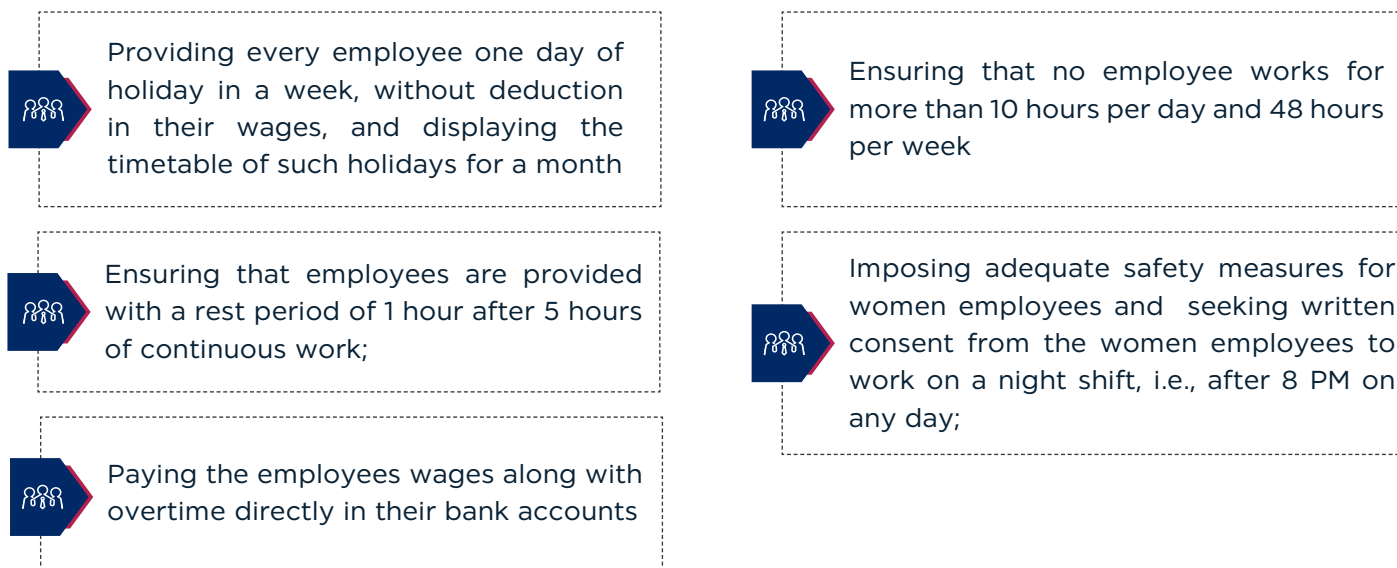 Providing every employee one day of
holiday in a week, without deduction
in their wages, and displaying the
timetable of such holidays for a month
Ensuring that no employee works for
more than 10 hours per day and 48 hours
per week
Ensuring that employees are provided
with a rest period of 1 hour after 5 hours
of continuous work;
Imposing adequate safety measures for
women employees and seeking written
consent from the women employees to
work on a night shift, i.e., after 8 PM on
any day;
Paying the employees wages along with
overtime directly in their bank accounts